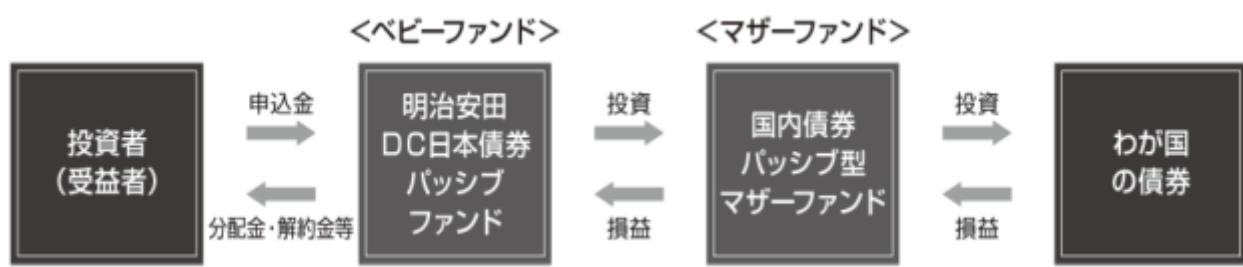 <ベビーファンド>
<マザーファンド>
投資者
(受益者)
申込金
分配金・解約金等
明治安田
DC日本債券
パッシブ
ファンド
投資
損益
国内債券
パッシブ型
マザーファンド
投資
損益
わが国
の債券